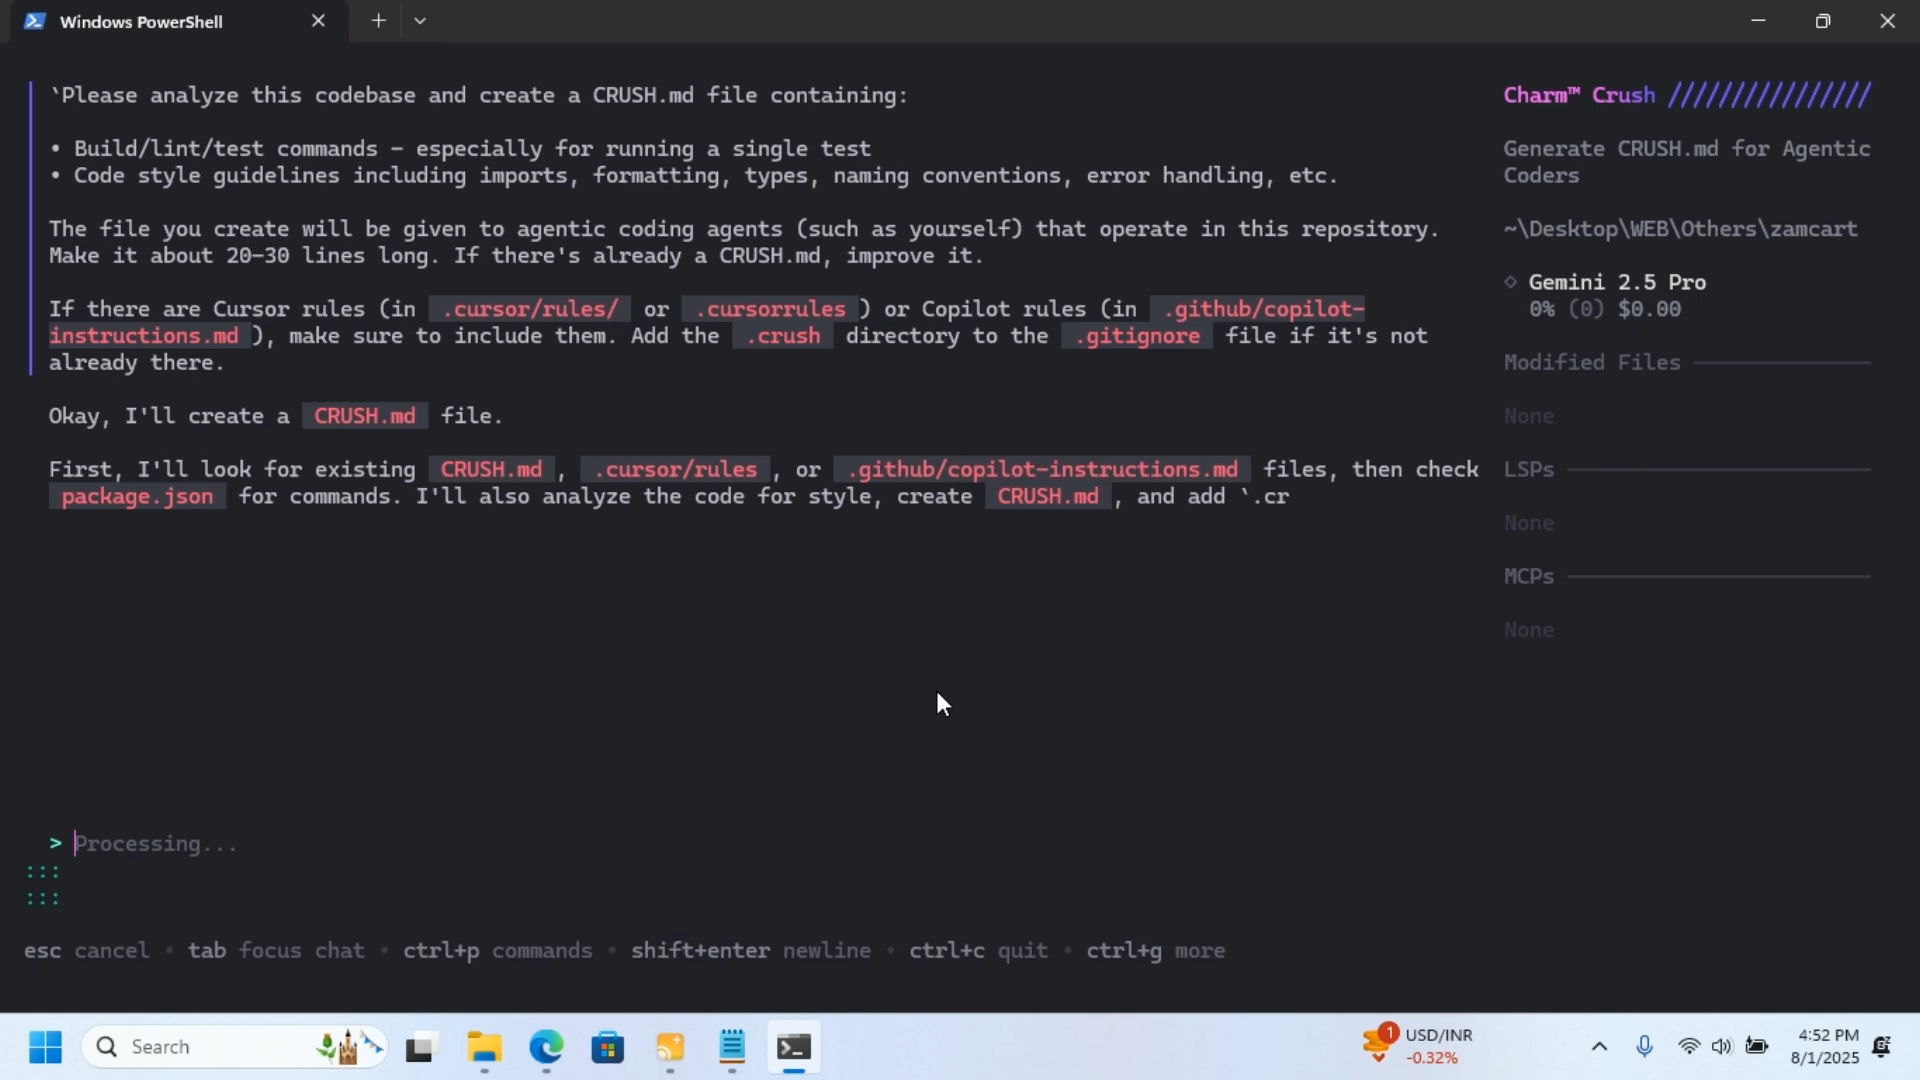 Windows PowerShell
`Please analyze this codebase and create a CRUSH.md file containing:
• Build/lint/test commands - especially for running a single test
• Code style guidelines including imports, formatting, types, naming conventions, error handling, etc.
The file you create will be given to agentic coding agents (such as yourself) that operate in this repository.
Make it about 20-30 lines long. If there's already a CRUSH.md, improve it.
If there are Cursor rules (in .cursor/rules/ or .cursorrules ) or Copilot rules (in .github/copilot-
instructions.md ), make sure to include them. Add the .crush directory to the .gitignore file if it's not
already there.
Okay, I'll create a CRUSH.md file.
First, I'll look for existing CRUSH.md , .cursor/rules , or .github/copilot-instructions.md files, then check
package.json for commands. I'll also analyze the code for style, create CRUSH.md , and add `.cr
> Processing...
esc cancel • tab focus chat • ctrl+p commands • shift+enter newline • ctrl+c quit • ctrl+g more
Charm™ Crush ////////////////
Generate CRUSH.md for Agentic
Coders
~\Desktop\WEB\Others\zamcart
◇ Gemini 2.5 Pro
0% (0) $0.00
Modified Files
None
LSPs
None
MCPs
None
Search
1
USD/INR
-0.32%
4:52 PM
8/1/2025